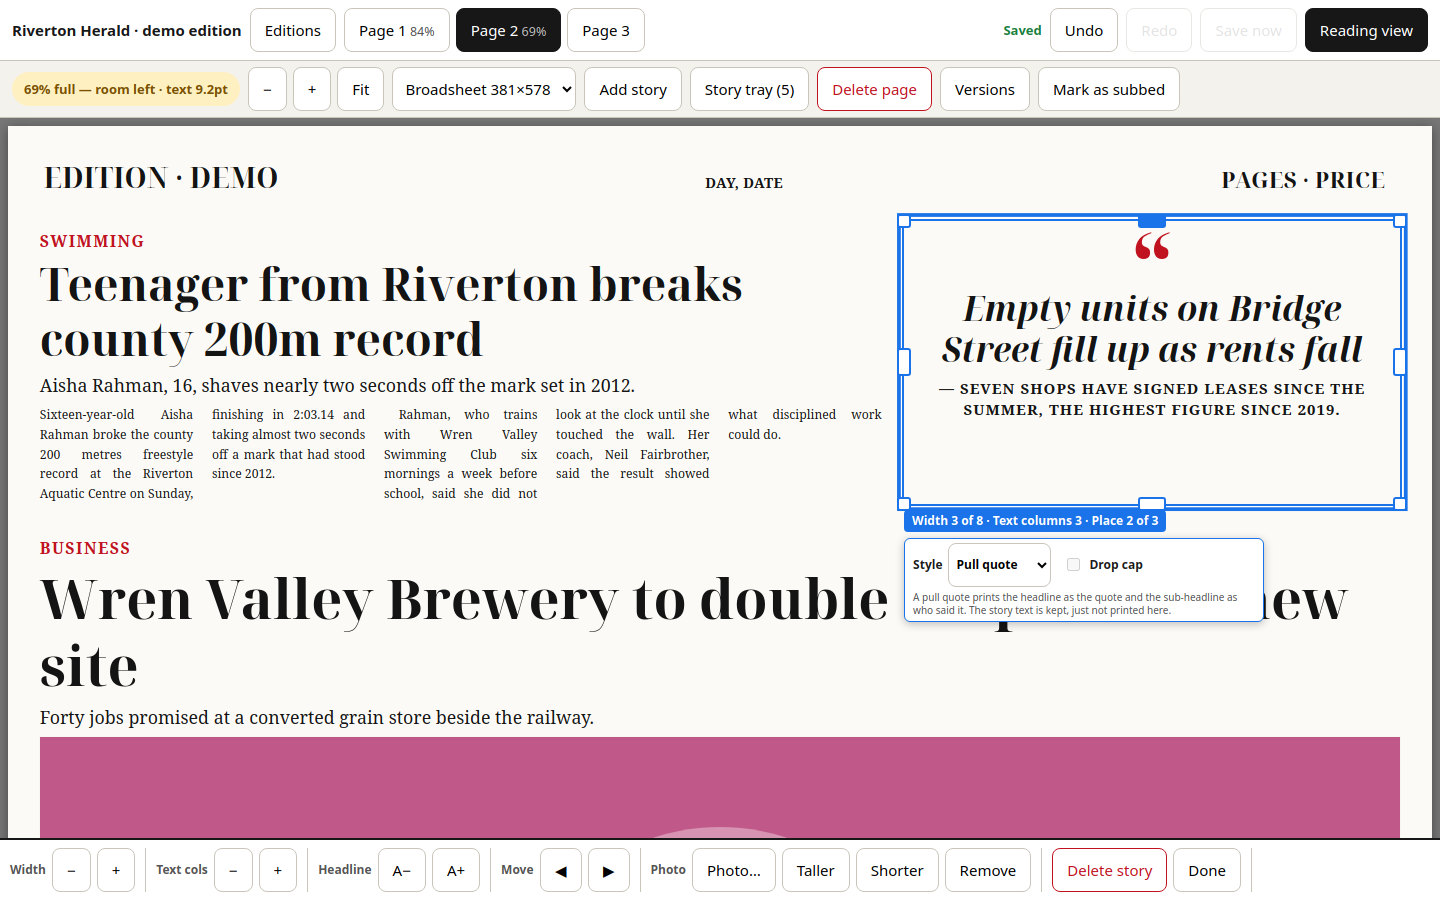 Riverton Herald · demo edition
Editions
Page 1 84%
Page 2 69%
Page 3
Saved
Undo
Redo
Save now
Reading view
69% full — room left · text 9.2pt
−
+
Fit
Broadsheet 381×578
Add story
Story tray (5)
Delete page
Versions
Mark as subbed
EDITION · DEMO
DAY, DATE
PAGES · PRICE
SWIMMING
Teenager from Riverton breaks
county 200m record
Aisha Rahman, 16, shaves nearly two seconds off the mark set in 2012.
Sixteen-year-old Aisha
Rahman broke the county
200 metres freestyle
record at the Riverton
Aquatic Centre on Sunday,
finishing in 2:03.14 and
taking almost two seconds
off a mark that had stood
since 2012.
Rahman, who trains
with Wren Valley
Swimming Club six
mornings a week before
school, said she did not
look at the clock until she
touched the wall. Her
coach, Neil Fairbrother,
said the result showed
what disciplined work
could do.
“
Empty units on Bridge
Street fill up as rents fall
— SEVEN SHOPS HAVE SIGNED LEASES SINCE THE
SUMMER, THE HIGHEST FIGURE SINCE 2019.
Width 3 of 8 · Text columns 3 · Place 2 of 3
Style
Pull quote
Drop cap
A pull quote prints the headline as the quote and the sub-headline as
who said it. The story text is kept, just not printed here.
BUSINESS
Wren Valley Brewery to double new
site
Forty jobs promised at a converted grain store beside the railway.
Width
−
+
Text cols
−
+
Headline
A−
A+
Move
◀
▶
Photo
Photo…
Taller
Shorter
Remove
Delete story
Done